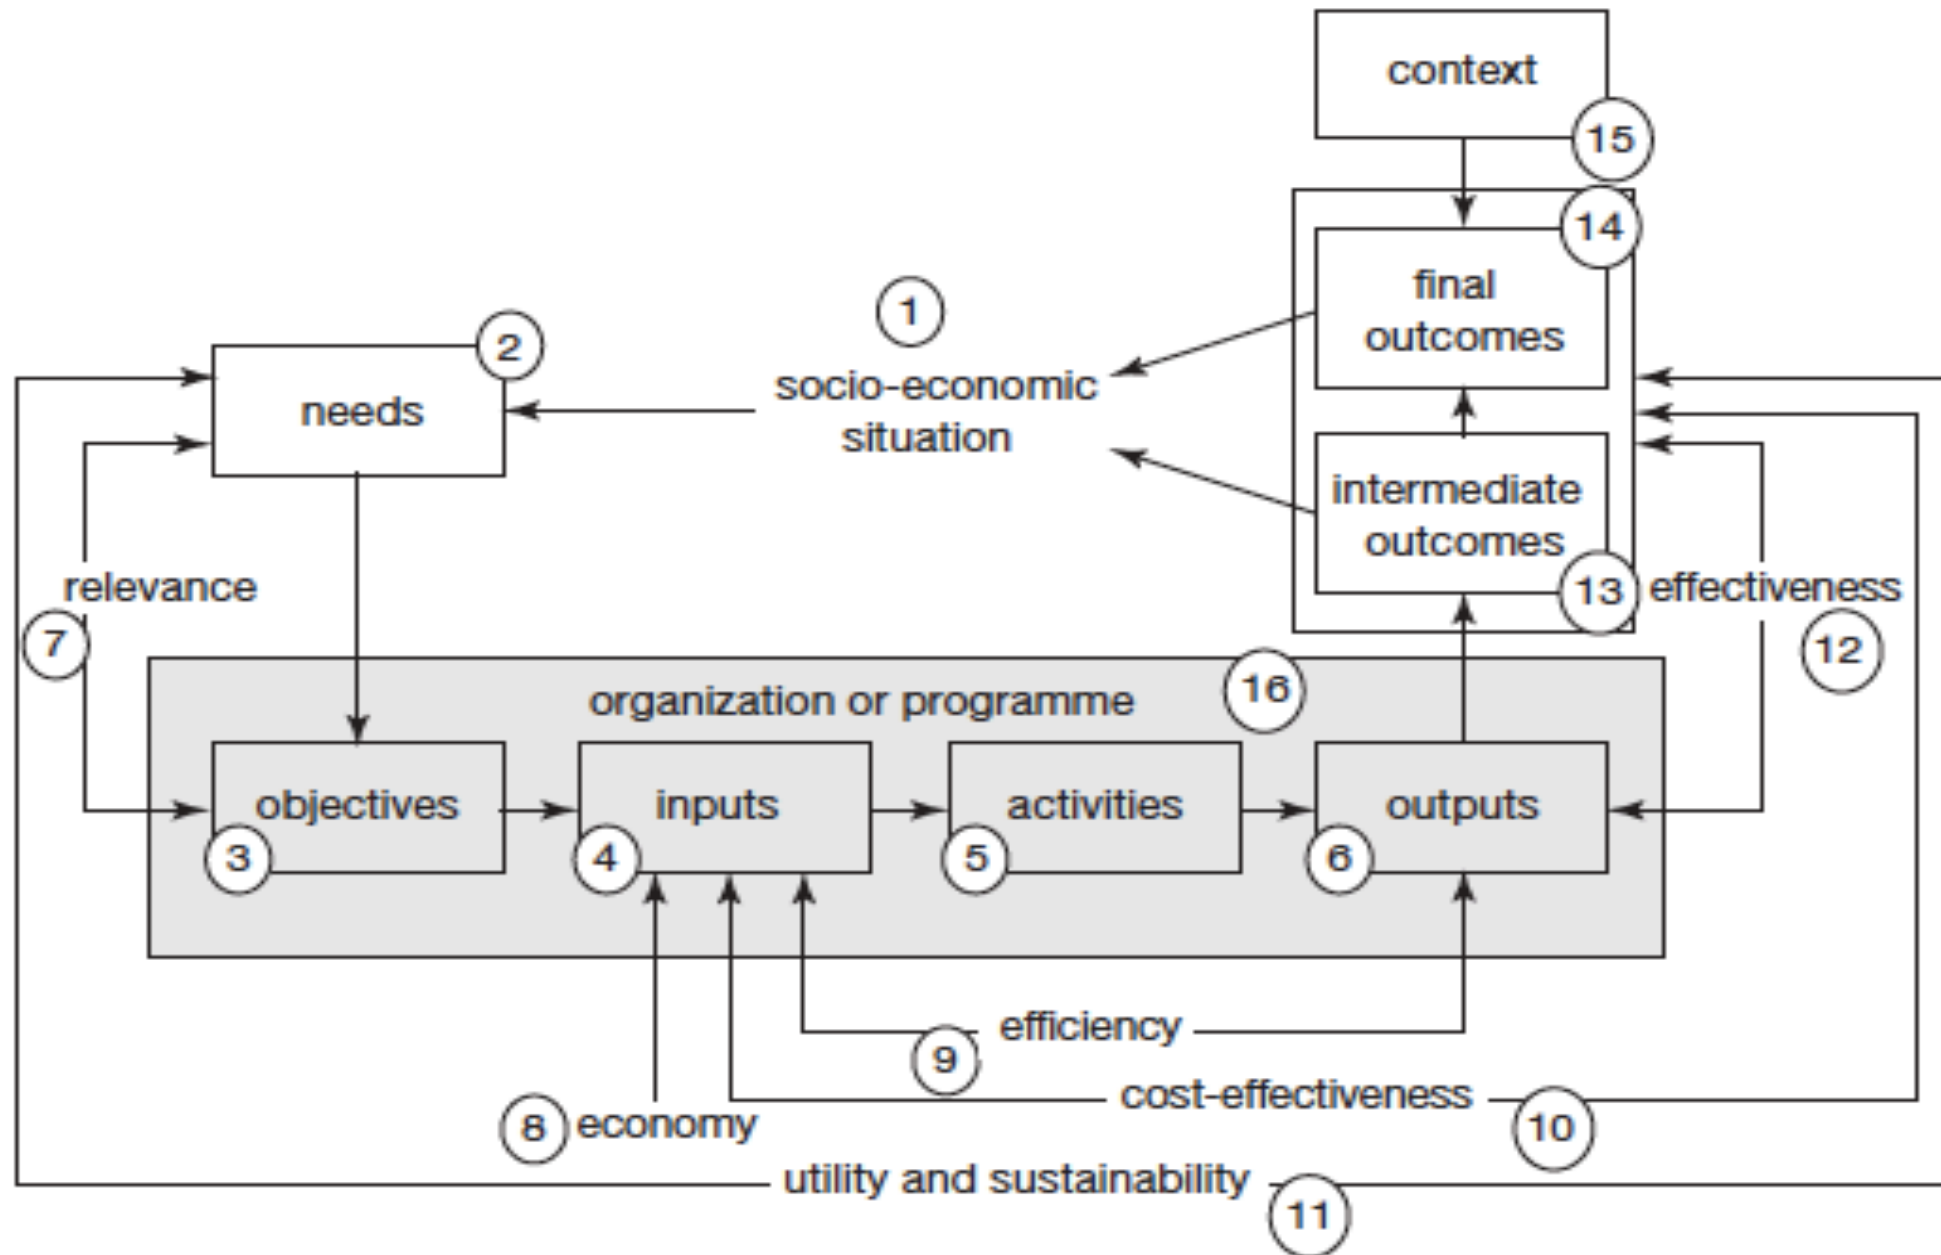 context
15
14
final
outcomes
1
2
socio-economic
situation
needs
intermediate
outcomes
13
effectiveness
12
relevance
7
organization or programme
16
objectives
inputs
activities
outputs
3
4
5
6
efficiency
9
cost-effectiveness
10
8
economy
utility and sustainability
11